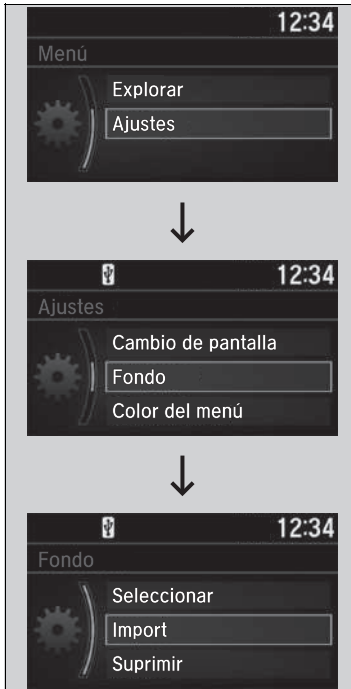 12:34
Menú
Explorar
Ajustes
12:34
Ajustes
Cambio de pantalla
Fondo
Color del menú
12:34
Fondo
Seleccionar
Import
Suprimir